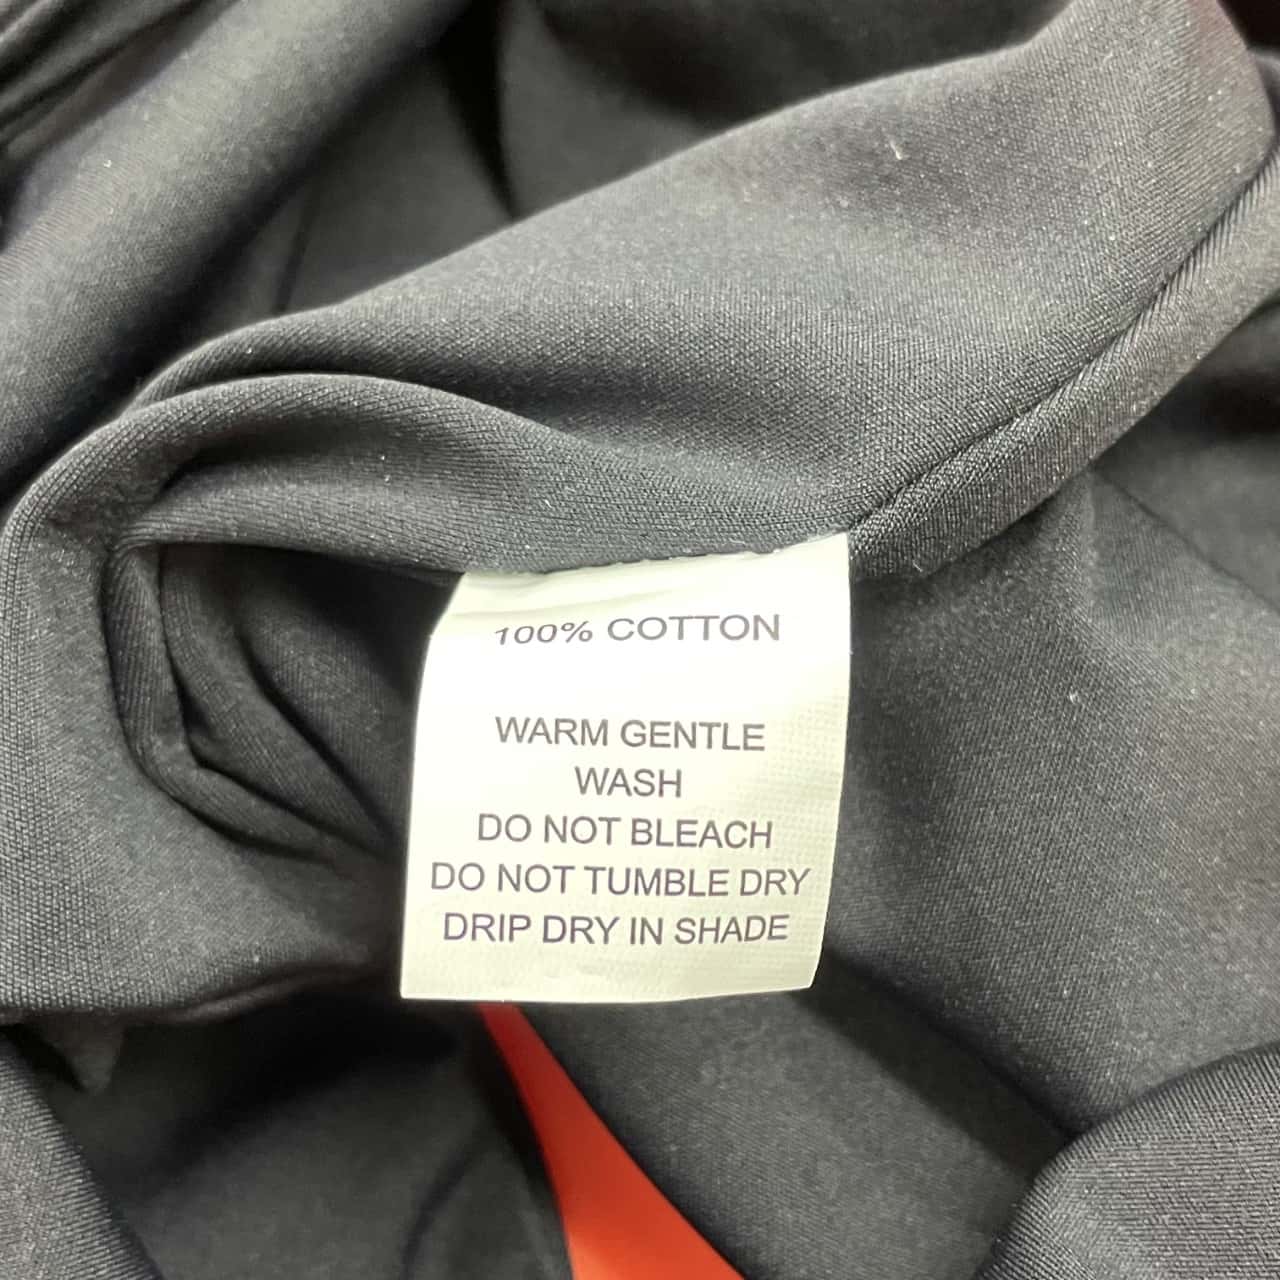 100% COTTON
WARM GENTLE
WASH
DO NOT BLEACH
DO NOT TUMBLE DRY
DRIP DRY IN SHADE